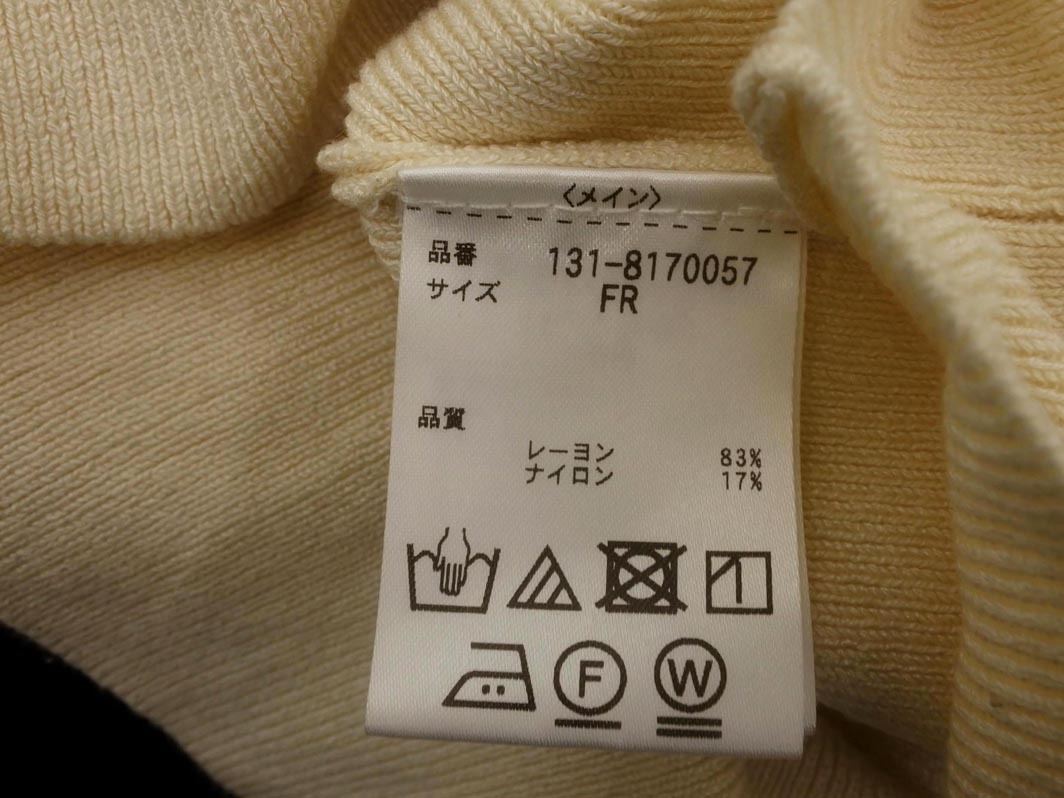 〈メイン〉
品番 131-8170057
サイズ FR
品質
レーヨン 83%
ナイロン 17%
F W